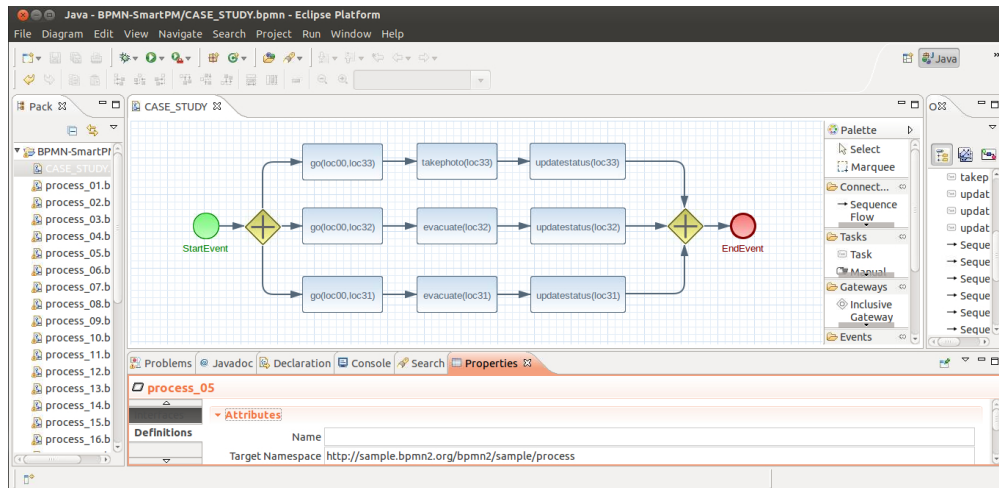 Java - BPMN-SmartPM/CASE_STUDY.bpmn - Eclipse Platform
File Diagram Edit View Navigate Search Project Run Window Help
Java
»
Pack
CASE_STUDY
BPMN-SmartPM
CASE_STUDY.
process_01.b
process_02.b
process_03.b
process_04.b
process_05.b
process_06.b
process_07.b
process_08.b
process_09.b
process_10.b
process_11.b
process_12.b
process_13.b
process_14.b
process_15.b
process_16.b
go(loc00,loc33)
takephoto(loc33)
updatestatus(loc33)
StartEvent
go(loc00,loc32)
evacuate(loc32)
updatestatus(loc32)
EndEvent
go(loc00,loc31)
evacuate(loc31)
updatestatus(loc31)
Palette
Select
Marquee
Connect...
Sequence
Flow
Tasks
Task
Manual
Gateways
Inclusive
Gateway
Events
takep
updat
updat
updat
Seque
Seque
Seque
Seque
Seque
Seque
Problems @ Javadoc Declaration Console Search Properties
process_05
Definitions
Attributes
Name
Target Namespace http://sample.bpmn2.org/bpmn2/sample/process